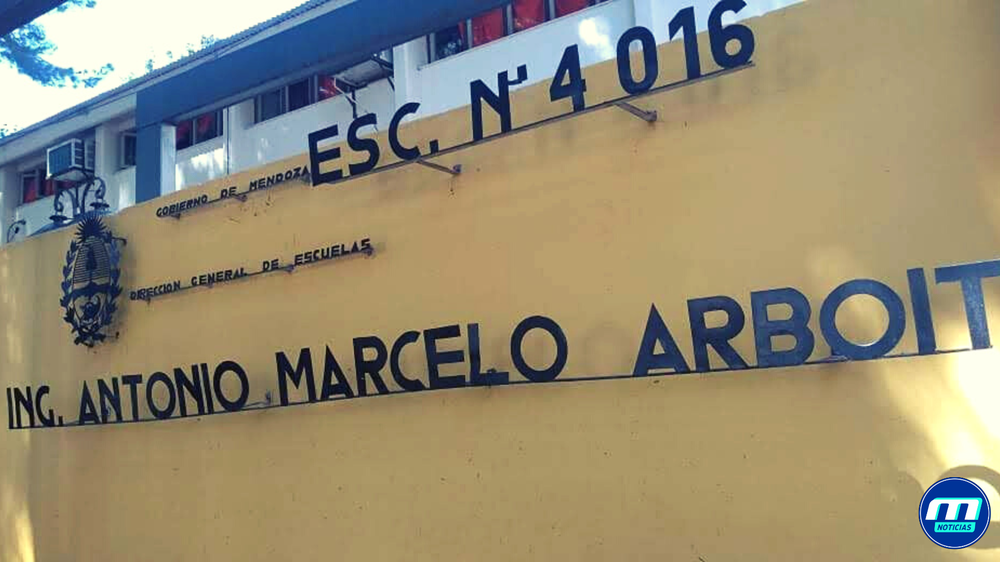 ESC. Nº 4 016
GOBIERNO DE MENDOZA
DIRECCION GENERAL DE ESCUELAS
ING. ANTONIO MARCELO ARBOIT
m
NOTICIAS